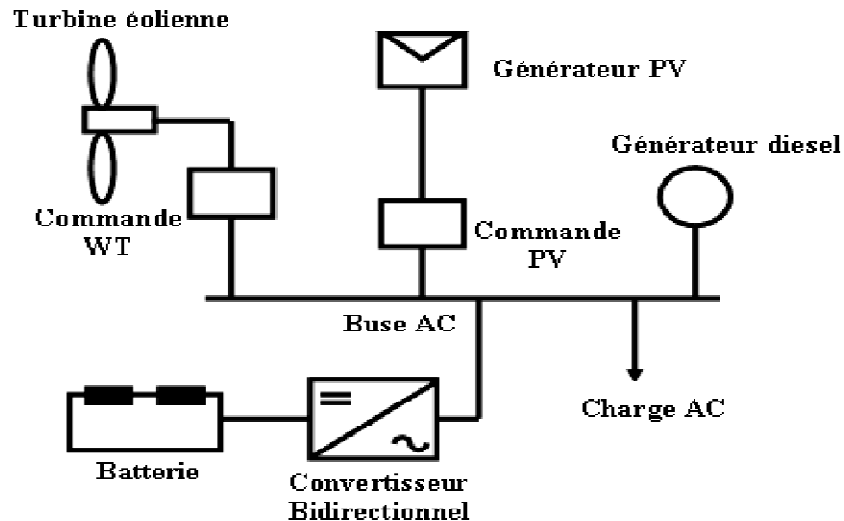 Turbine éolienne
Générateur PV
Générateur diesel
Commande
WT
Commande
PV
Buse AC
Charge AC
Batterie
Convertisseur
Bidirectionnel